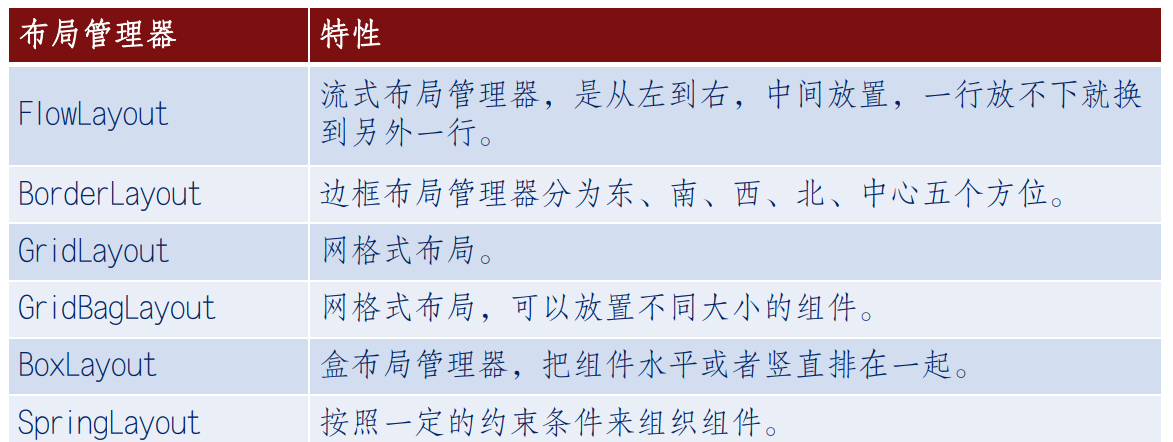 布局管理器 特性
FlowLayout 流式布局管理器，是从左到右，中间放置，一行放不下就换
到另外一行。
BorderLayout 边框布局管理器分为东、南、西、北、中心五个方位。
GridLayout 网格式布局。
GridBagLayout 网格式布局，可以放置不同大小的组件。
BoxLayout 盒布局管理器，把组件水平或者竖直排在一起。
SpringLayout 按照一定的约束条件来组织组件。